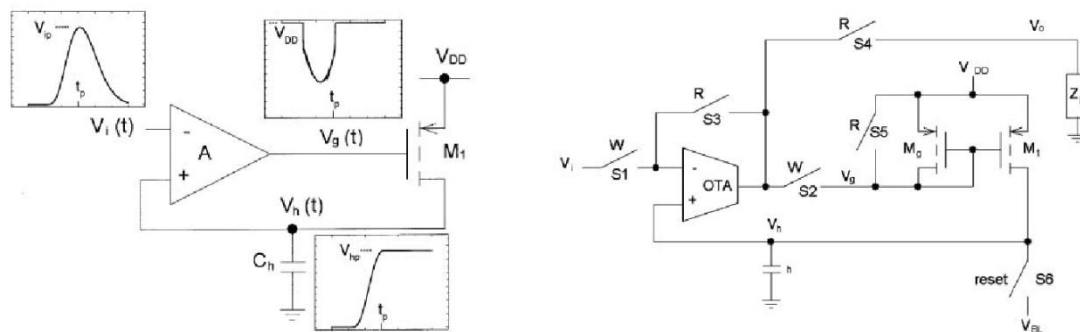 Vip
tp
VDD
tp
VDD
Vi (t)
-
A
+
Vg (t)
M1
Vh (t)
Ch
Vhp
tp
R
S4
Vo
VDD
Z
R
S3
R
S5
Mo
M1
Vi
W
S1
-
OTA
+
W
S2
Vg
Vh
h
reset
S6
VBL